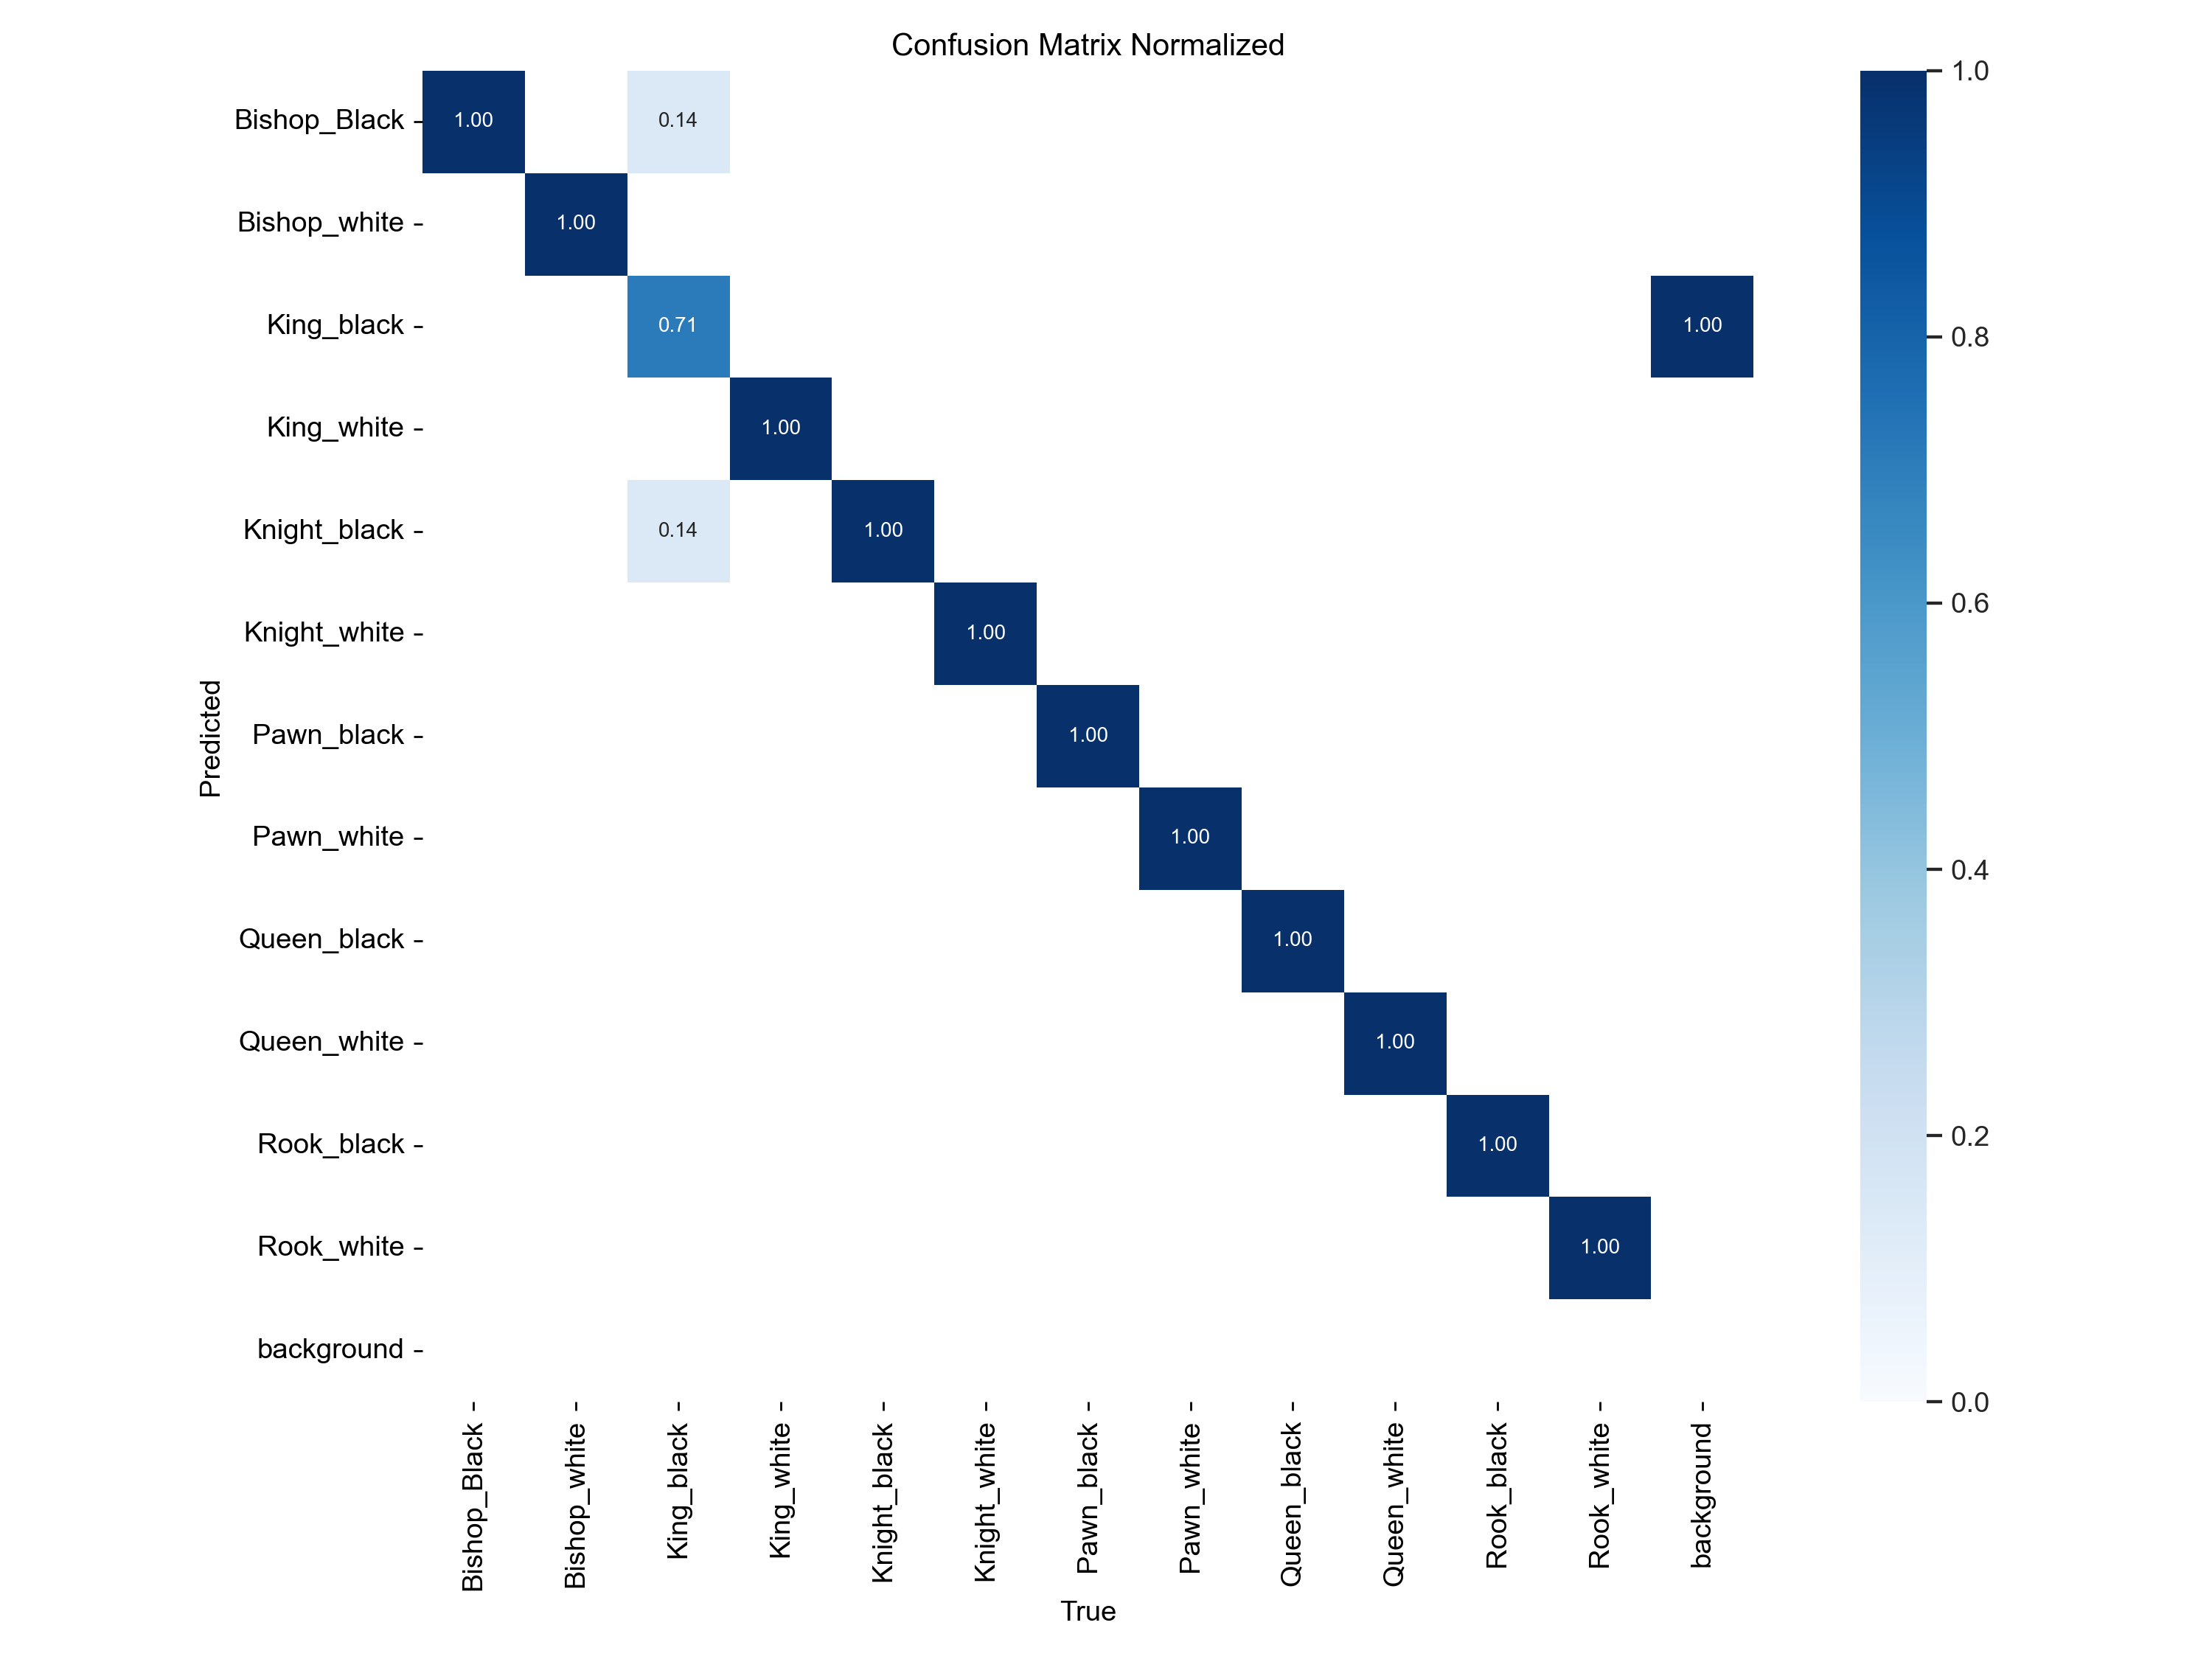 Confusion Matrix Normalized
Bishop_Black 1.00 0.14
Bishop_white 1.00
King_black 0.71 1.00
King_white 1.00
Knight_black 0.14 1.00
Knight_white 1.00
Pawn_black 1.00
Pawn_white 1.00
Queen_black 1.00
Queen_white 1.00
Rook_black 1.00
Rook_white 1.00
background
Predicted
Bishop_Black
Bishop_white
King_black
King_white
Knight_black
Knight_white
Pawn_black
Pawn_white
Queen_black
Queen_white
Rook_black
Rook_white
background
True
1.0
0.8
0.6
0.4
0.2
0.0